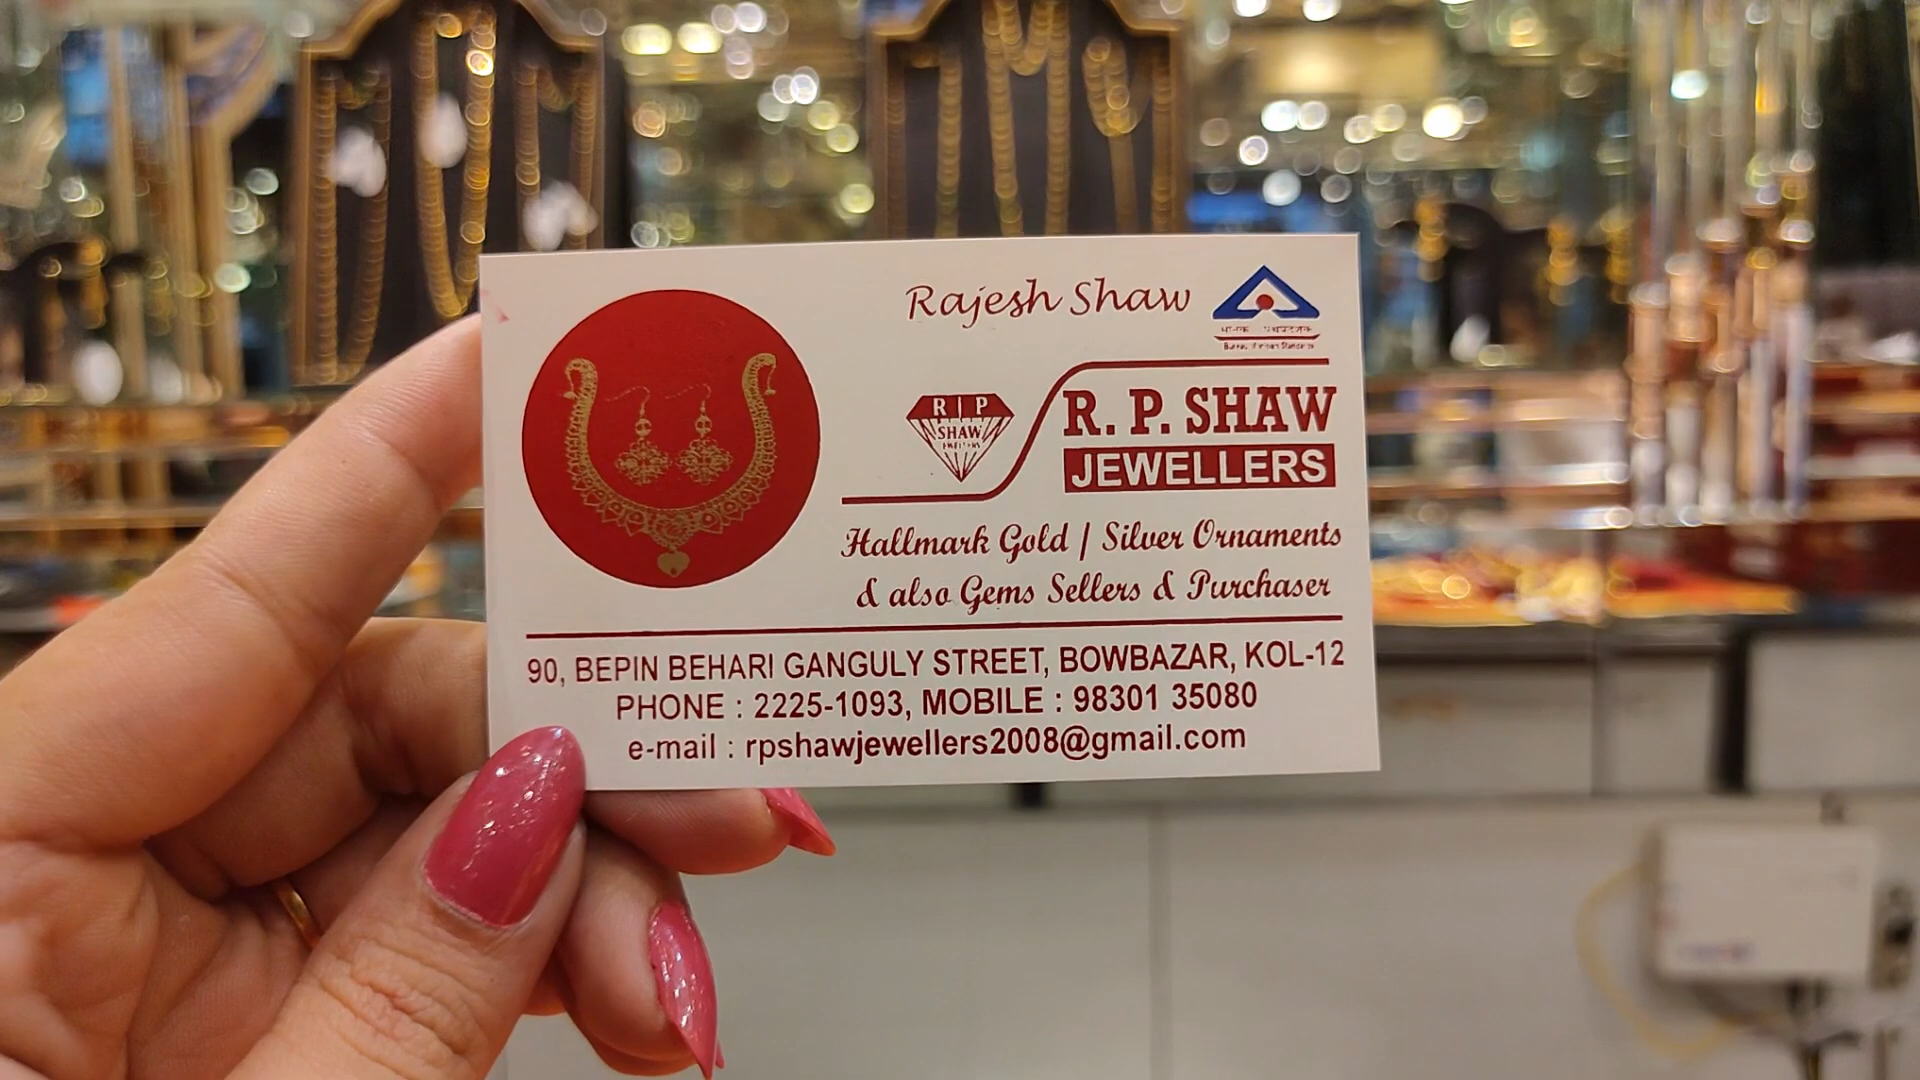 Rajesh Shaw
R. P. SHAW
JEWELLERS
R P
SHAW
Hallmark Gold / Silver Ornaments
& also Gems Sellers & Purchaser
90, BEPIN BEHARI GANGULY STREET, BOWBAZAR, KOL-12
PHONE : 2225-1093, MOBILE : 98301 35080
e-mail : rpshawjewellers2008@gmail.com